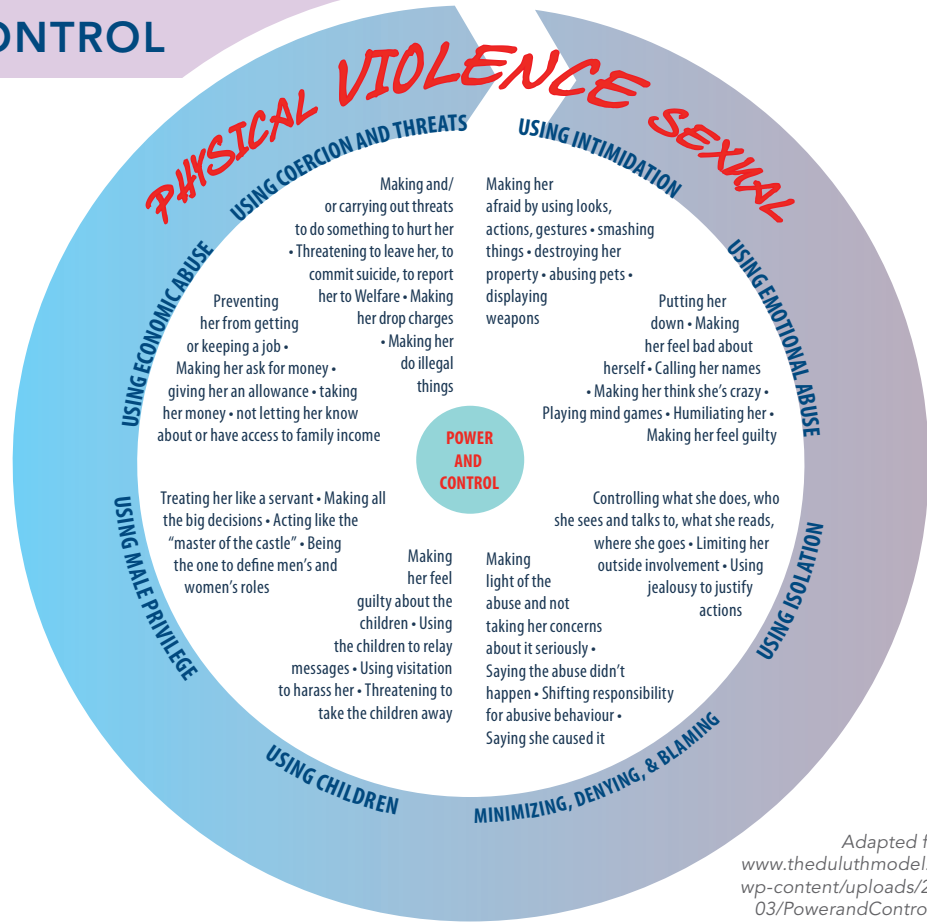 ONTROL
PHYSICAL VIOLENCE SEXUAL
USING COERCION AND THREATS
Making and/
or carrying out threats
to do something to hurt her
• Threatening to leave her, to
commit suicide, to report
her to Welfare • Making
her drop charges
• Making her
do illegal
things
USING INTIMIDATION
Making her
afraid by using looks,
actions, gestures • smashing
things • destroying her
property • abusing pets •
displaying
weapons
USING EMOTIONAL ABUSE
Putting her
down • Making
her feel bad about
herself • Calling her names
• Making her think she's crazy •
Playing mind games • Humiliating her •
Making her feel guilty
USING ISOLATION
Controlling what she does, who
she sees and talks to, what she reads,
where she goes • Limiting her
outside involvement • Using
jealousy to justify
actions
MINIMIZING, DENYING, & BLAMING
Making
light of the
abuse and not
taking her concerns
about it seriously •
Saying the abuse didn't
happen • Shifting responsibility
for abusive behaviour •
Saying she caused it
USING CHILDREN
Making
her feel
guilty about the
children • Using
the children to relay
messages • Using visitation
to harass her • Threatening to
take the children away
USING MALE PRIVILEGE
Treating her like a servant • Making all
the big decisions • Acting like the
"master of the castle" • Being
the one to define men's and
women's roles
USING ECONOMIC ABUSE
Preventing
her from getting
or keeping a job •
Making her ask for money •
giving her an allowance • taking
her money • not letting her know
about or have access to family income
POWER
AND
CONTROL
Adapted f
www.theduluthmodel.
wp-content/uploads/2
03/PowerandContro